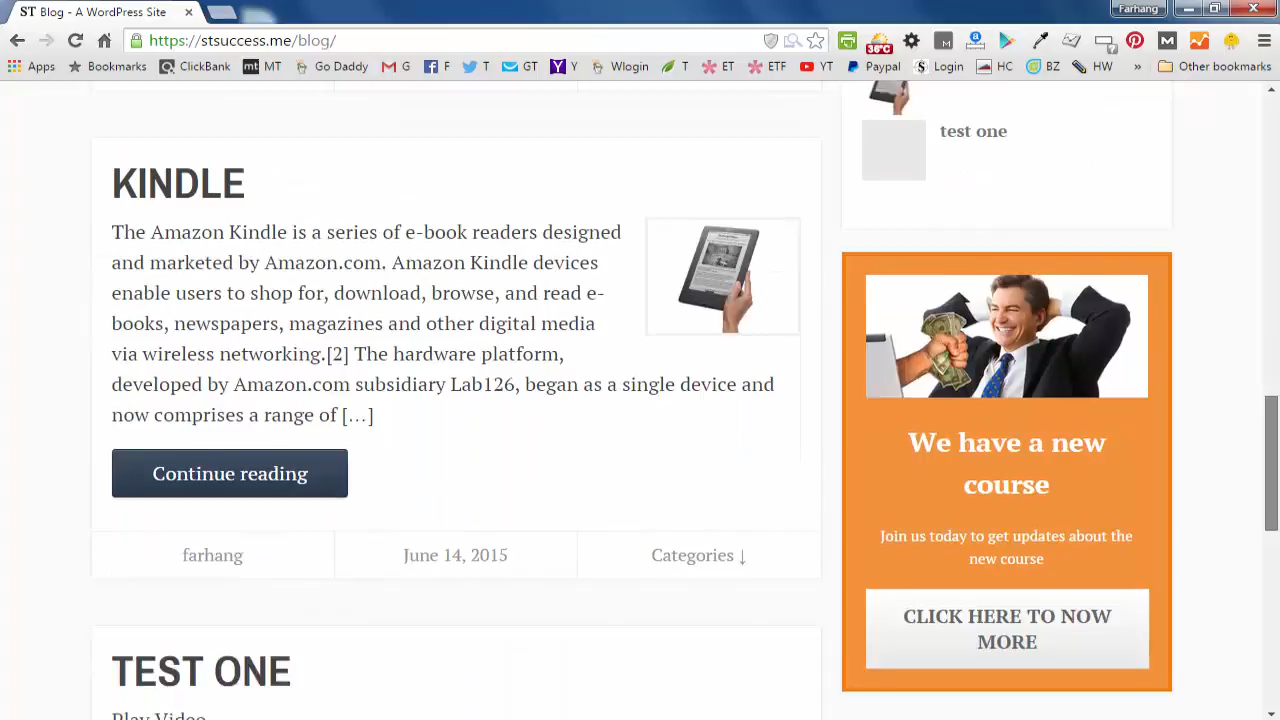 ST Blog - A WordPress Site
Farhang
https://stsuccess.me/blog/
36°C
Apps
Bookmarks
ClickBank
mt MT
Go Daddy
G
F
T
GT
Y
Wlogin
T
ET
ETF
YT
Paypal
Login
HC
BZ
HW
»
Other bookmarks
KINDLE
The Amazon Kindle is a series of e-book readers designed
and marketed by Amazon.com. Amazon Kindle devices
enable users to shop for, download, browse, and read e-
books, newspapers, magazines and other digital media
via wireless networking.[2] The hardware platform,
developed by Amazon.com subsidiary Lab126, began as a single device and
now comprises a range of […]
Continue reading
farhang
June 14, 2015
Categories ↓
TEST ONE
Play Video
test one
We have a new
course
Join us today to get updates about the
new course
CLICK HERE TO NOW
MORE